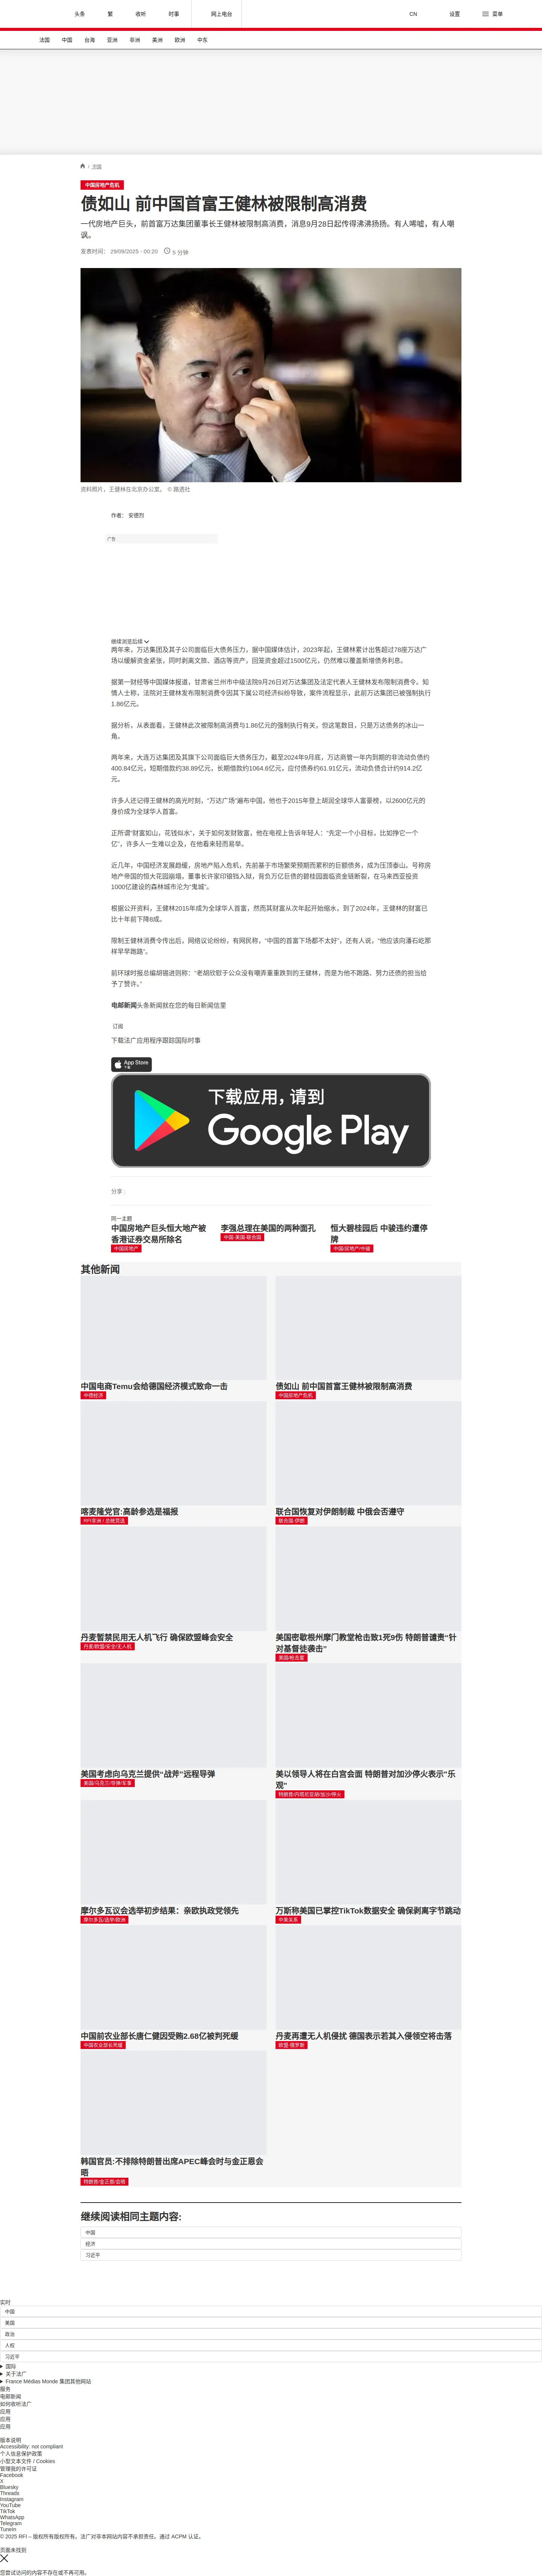 头条
繁
收听
时事
网上电台
CN
设置
菜单
法国
中国
台海
亚洲
非洲
美洲
欧洲
中东
/ 中国
中国房地产危机
债如山 前中国首富王健林被限制高消费
一代房地产巨头，前首富万达集团董事长王健林被限制高消费，消息9月28日起传得沸沸扬扬。有人唏嘘，有人嘲
讽。
发表时间： 29/09/2025 - 00:20
5 分钟
资料照片，王健林在北京办公室。 © 路透社
作者： 安德烈
广告
继续浏览后续
两年来，万达集团及其子公司面临巨大债务压力，据中国媒体估计，2023年起，王健林累计出售超过78座万达广
场以缓解资金紧张，同时剥离文旅、酒店等资产，回笼资金超过1500亿元，仍然难以覆盖新增债务利息。
据第一财经等中国媒体报道，甘肃省兰州市中级法院9月26日对万达集团及法定代表人王健林发布限制消费令。知
情人士称，法院对王健林发布限制消费令因其下属公司经济纠纷导致，案件流程显示，此前万达集团已被强制执行
1.86亿元。
据分析，从表面看，王健林此次被限制高消费与1.86亿元的强制执行有关，但这笔数目，只是万达债务的冰山一
角。
两年来，大连万达集团及其旗下公司面临巨大债务压力，截至2024年9月底，万达商管一年内到期的非流动负债约
400.84亿元，短期借款约38.89亿元，长期借款约1064.6亿元，应付债券约61.91亿元，流动负债合计约914.2亿
元。
许多人还记得王健林的高光时刻，“万达广场”遍布中国，他也于2015年登上胡润全球华人富豪榜，以2600亿元的
身价成为全球华人首富。
正所谓“财富如山，花钱似水”，关于如何发财致富，他在电视上告诉年轻人：“先定一个小目标，比如挣它一个
亿”，许多人一生难以企及，在他看来轻而易举。
近几年，中国经济发展趋缓，房地产陷入危机，先前基于市场繁荣预期而累积的巨额债务，成为压顶泰山。号称房
地产帝国的恒大花园崩塌，董事长许家印锒铛入狱，背负万亿巨债的碧桂园面临资金链断裂，在马来西亚投资
1000亿建设的森林城市沦为“鬼城”。
根据公开资料，王健林2015年成为全球华人首富，然而其财富从次年起开始缩水，到了2024年，王健林的财富已
比十年前下降8成。
限制王健林消费令传出后，网络议论纷纷，有网民称，“中国的首富下场都不太好”，还有人说，“他应该向潘石屹那
样早早跑路”。
前环球时报总编胡锡进则称：“老胡欣慰于公众没有嘲弄重重跌到的王健林，而是为他不跑路、努力还债的担当给
予了赞许。”
电邮新闻头条新闻就在您的每日新闻信里
订阅
下载法广应用程序跟踪国际时事
App Store
下载
下载应用，请到
Google Play
分享 :
同一主题
中国房地产巨头恒大地产被
香港证券交易所除名
中国房地产
李强总理在美国的两种面孔
中国-美国-联合国
恒大碧桂园后 中骏违约遭停
牌
中国/房地产/中骏
其他新闻
中国电商Temu会给德国经济模式致命一击
中德经济
债如山 前中国首富王健林被限制高消费
中国房地产危机
喀麦隆党官:高龄参选是福报
RFI非洲 / 总统竞选
联合国恢复对伊朗制裁 中俄会否遵守
联合国-伊朗
丹麦暂禁民用无人机飞行 确保欧盟峰会安全
丹麦/欧盟/安全/无人机
美国密歇根州摩门教堂枪击致1死9伤 特朗普谴责“针
对基督徒袭击”
美国/枪击案
美国考虑向乌克兰提供“战斧”远程导弹
美国/乌克兰/导弹/军事
美以领导人将在白宫会面 特朗普对加沙停火表示“乐
观”
特朗普/内塔尼亚胡/加沙/停火
摩尔多瓦议会选举初步结果：亲欧执政党领先
摩尔多瓦/选举/欧洲
万斯称美国已掌控TikTok数据安全 确保剥离字节跳动
中美关系
中国前农业部长唐仁健因受贿2.68亿被判死缓
中国农业部长死缓
丹麦再遭无人机侵扰 德国表示若其入侵领空将击落
欧盟-俄罗斯
韩国官员:不排除特朗普出席APEC峰会时与金正恩会
晤
特朗普/金正恩/会晤
继续阅读相同主题内容:
中国
经济
习近平
实时
中国
美国
政治
人权
习近平
国际
关于法广
France Médias Monde 集团其他网站
服务
电邮新闻
如何收听法广
应用
应用
应用
版本说明
Accessibility: not compliant
个人信息保护政策
小型文本文件 / Cookies
管理我的许可证
Facebook
X
Bluesky
Threads
Instagram
YouTube
TikTok
WhatsApp
Telegram
TuneIn
© 2025 RFI – 版权所有版权所有。法广对非本网站内容不承担责任。通过 ACPM 认证。
页面未找到
您尝试访问的内容不存在或不再可用。